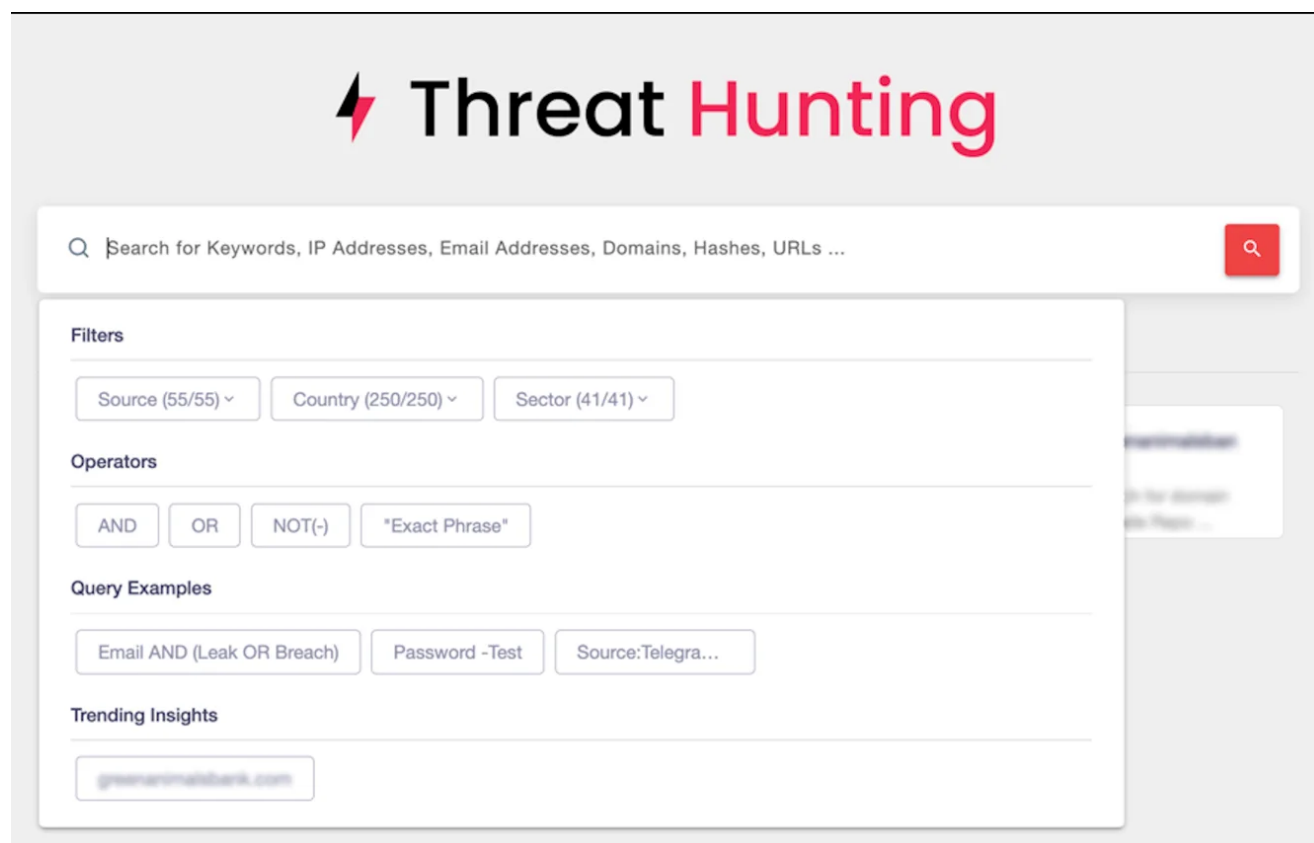 Threat Hunting
Search for Keywords, IP Addresses, Email Addresses, Domains, Hashes, URLs ...
Filters
Source (55/55)
Country (250/250)
Sector (41/41)
Operators
AND
OR
NOT(-)
"Exact Phrase"
Query Examples
Email AND (Leak OR Breach)
Password -Test
Source:Telegra...
Trending Insights
greenanimalsbank.com